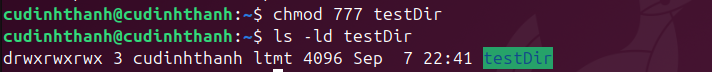 cudinhthanh@cudinhthanh:~$ chmod 777 testDir
cudinhthanh@cudinhthanh:~$ ls -ld testDir
drwxrwxrwx 3 cudinhthanh ltmt 4096 Sep  7 22:41 testDir